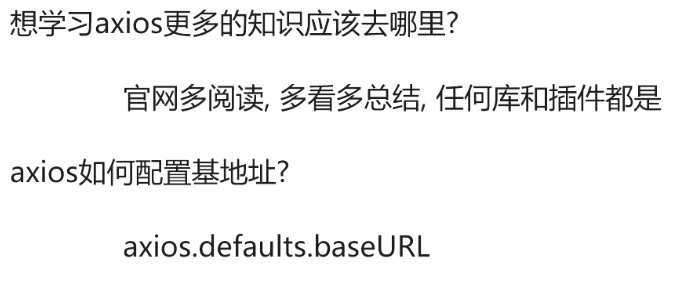 想学习axios更多的知识应该去哪里?
官网多阅读, 多看多总结, 任何库和插件都是
axios如何配置基地址?
axios.defaults.baseURL